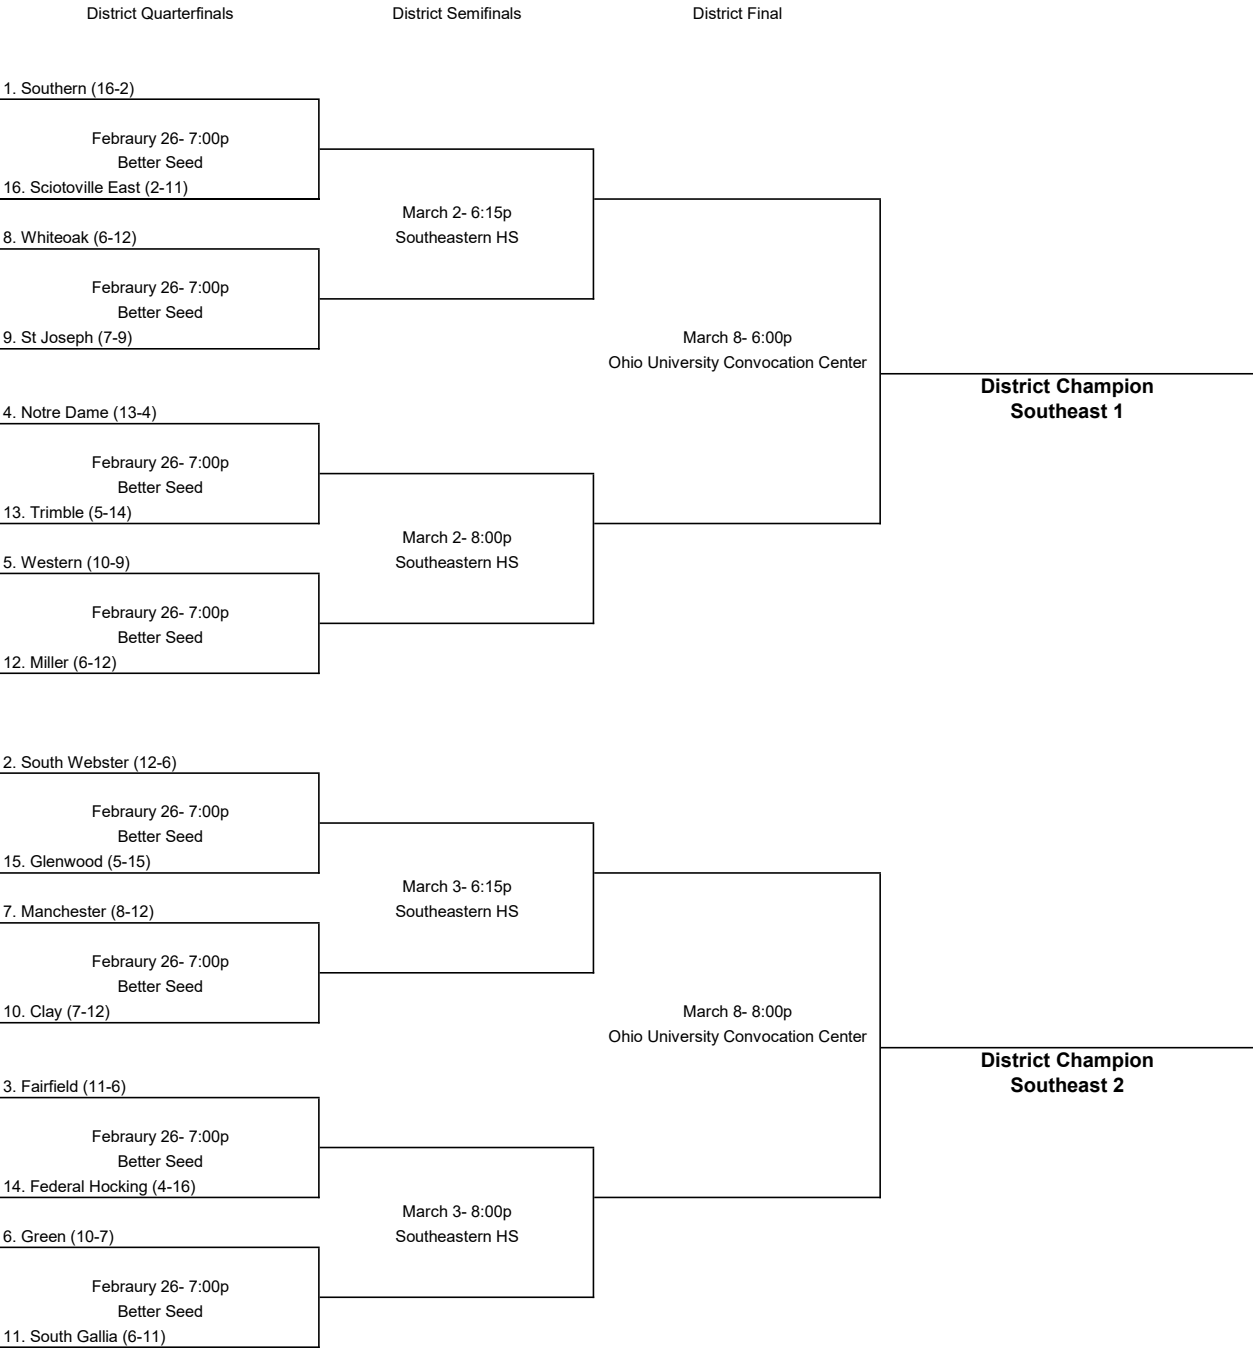 District Quarterfinals
District Semifinals
District Final
1. Southern (16-2)
Febraury 26- 7:00p
Better Seed
16. Sciotoville East (2-11)
March 2- 6:15p
Southeastern HS
8. Whiteoak (6-12)
Febraury 26- 7:00p
Better Seed
9. St Joseph (7-9)
March 8- 6:00p
Ohio University Convocation Center
District Champion
Southeast 1
4. Notre Dame (13-4)
Febraury 26- 7:00p
Better Seed
13. Trimble (5-14)
March 2- 8:00p
Southeastern HS
5. Western (10-9)
Febraury 26- 7:00p
Better Seed
12. Miller (6-12)
2. South Webster (12-6)
Febraury 26- 7:00p
Better Seed
15. Glenwood (5-15)
March 3- 6:15p
Southeastern HS
7. Manchester (8-12)
Febraury 26- 7:00p
Better Seed
10. Clay (7-12)
March 8- 8:00p
Ohio University Convocation Center
District Champion
Southeast 2
3. Fairfield (11-6)
Febraury 26- 7:00p
Better Seed
14. Federal Hocking (4-16)
March 3- 8:00p
Southeastern HS
6. Green (10-7)
Febraury 26- 7:00p
Better Seed
11. South Gallia (6-11)